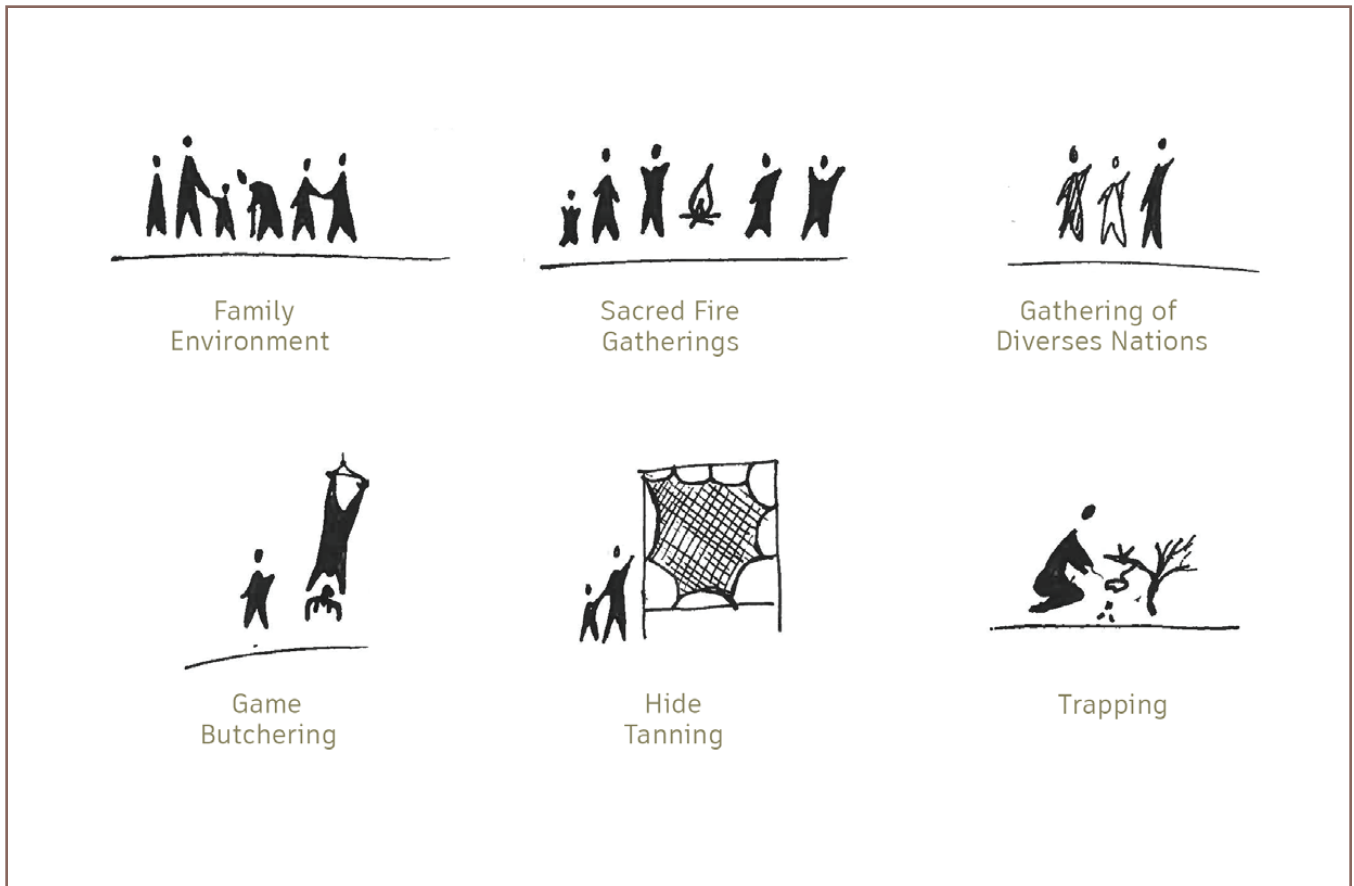 Family
Environment
Sacred Fire
Gatherings
Gathering of
Diverses Nations
Game
Butchering
Hide
Tanning
Trapping